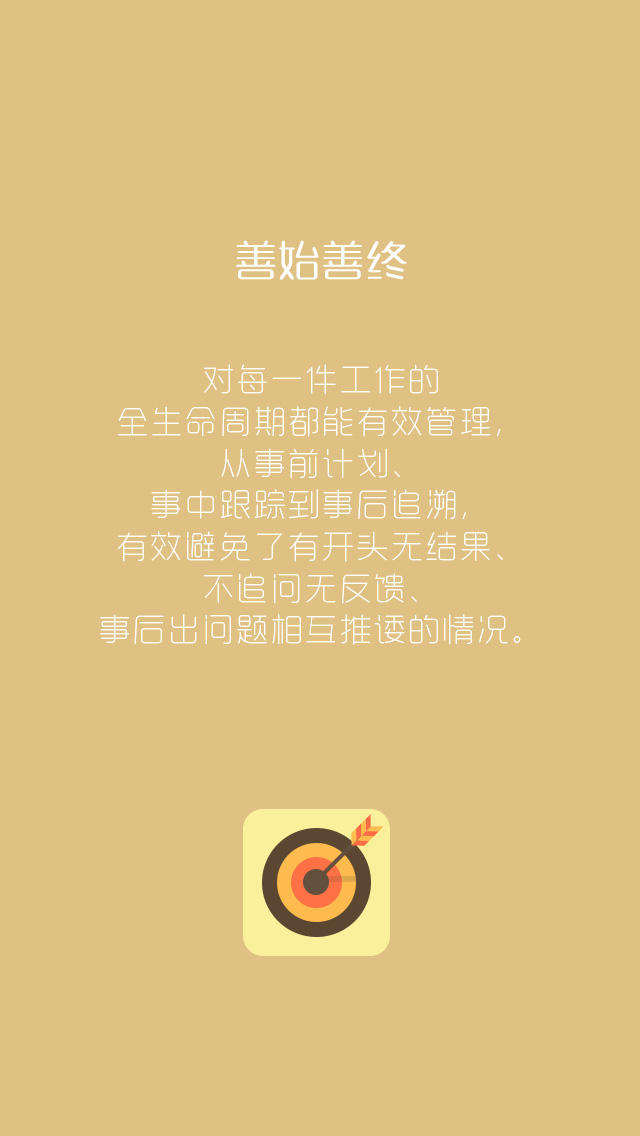 善始善终
对每一件工作的
全生命周期都能有效管理,
从事前计划、
事中跟踪到事后追溯,
有效避免了有开头无结果、
不追问无反馈、
事后出问题相互推诿的情况。